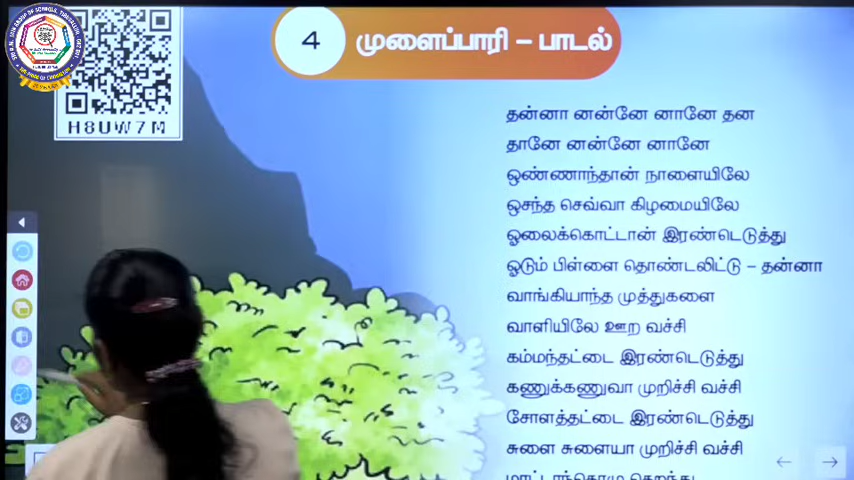 H8UW7M
4
முளைப்பாரி – பாடல்
தன்னா னன்னே னானே தன
தானே னன்னே னானே
ஒண்ணாந்தான் நாளையிலே
ஒசந்த செவ்வா கிழமையிலே
ஓலைக்கொட்டான் இரண்டெடுத்து
ஓடும் பிள்ளை தொண்டலிட்டு – தன்னா
வாங்கியாந்த முத்துகளை
வாளியிலே ஊற வச்சி
கம்மந்தட்டை இரண்டெடுத்து
கணுக்கணுவா முறிச்சி வச்சி
சோளத்தட்டை இரண்டெடுத்து
சுளை சுளையா முறிச்சி வச்சி